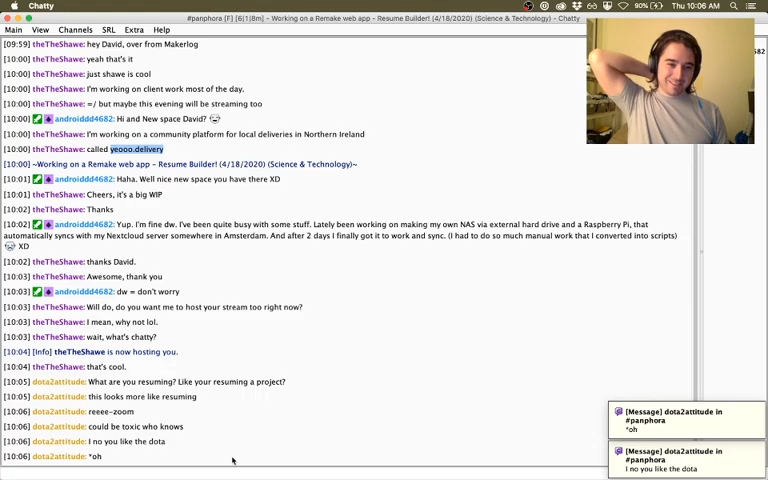 Chatty
90%
Thu 10:06 AM
#panphora [F] [6|1|8m] - Working on a Remake web app - Resume Builder! (4/18/2020) (Science & Technology) - Chatty
Main View Channels SRL Extra Help
[09:59] theTheShawe: hey David, over from Makerlog
[10:00] theTheShawe: yeah that's it
[10:00] theTheShawe: just shawe is cool
[10:00] theTheShawe: I'm working on client work most of the day.
[10:00] theTheShawe: =/ but maybe this evening will be streaming too
[10:00] androiddd4682: Hi and New space David?
[10:00] theTheShawe: I'm working on a community platform for local deliveries in Northern Ireland
[10:00] theTheShawe: called yeooo.delivery
[10:00] ~Working on a Remake web app - Resume Builder! (4/18/2020) (Science & Technology)~
[10:01] androiddd4682: Haha. Well nice new space you have there XD
[10:01] theTheShawe: Cheers, it's a big WIP
[10:02] theTheShawe: Thanks
[10:02] androiddd4682: Yup. I'm fine dw. I've been quite busy with some stuff. Lately been working on making my own NAS via external hard drive and a Raspberry Pi, that
automatically syncs with my Nextcloud server somewhere in Amsterdam. And after 2 days I finally got it to work and sync. (I had to do so much manual work that I converted into scripts)
XD
[10:02] theTheShawe: thanks David.
[10:03] theTheShawe: Awesome, thank you
[10:03] androiddd4682: dw = don't worry
[10:03] theTheShawe: Will do, do you want me to host your stream too right now?
[10:03] theTheShawe: I mean, why not lol.
[10:03] theTheShawe: wait, what's chatty?
[10:04] [Info] theTheShawe is now hosting you.
[10:04] theTheShawe: that's cool.
[10:05] dota2attitude: What are you resuming? Like your resuming a project?
[10:05] dota2attitude: this looks more like resuming
[10:06] dota2attitude: reeee-zoom
[10:06] dota2attitude: could be toxic who knows
[10:06] dota2attitude: I no you like the dota
[10:06] dota2attitude: *oh
[Message] dota2attitude in
#panphora
*oh
[Message] dota2attitude in
#panphora
I no you like the dota